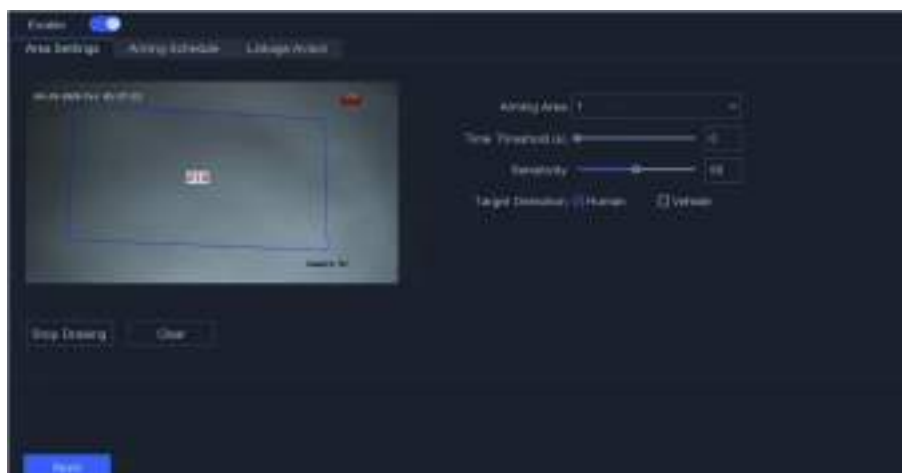 Enable
Area Settings Arming Schedule Linkage Action
Arming Area 1
Time Threshold (s)
Sensitivity 50
Target Detection Human Vehicle
Stop Drawing Clear
Apply